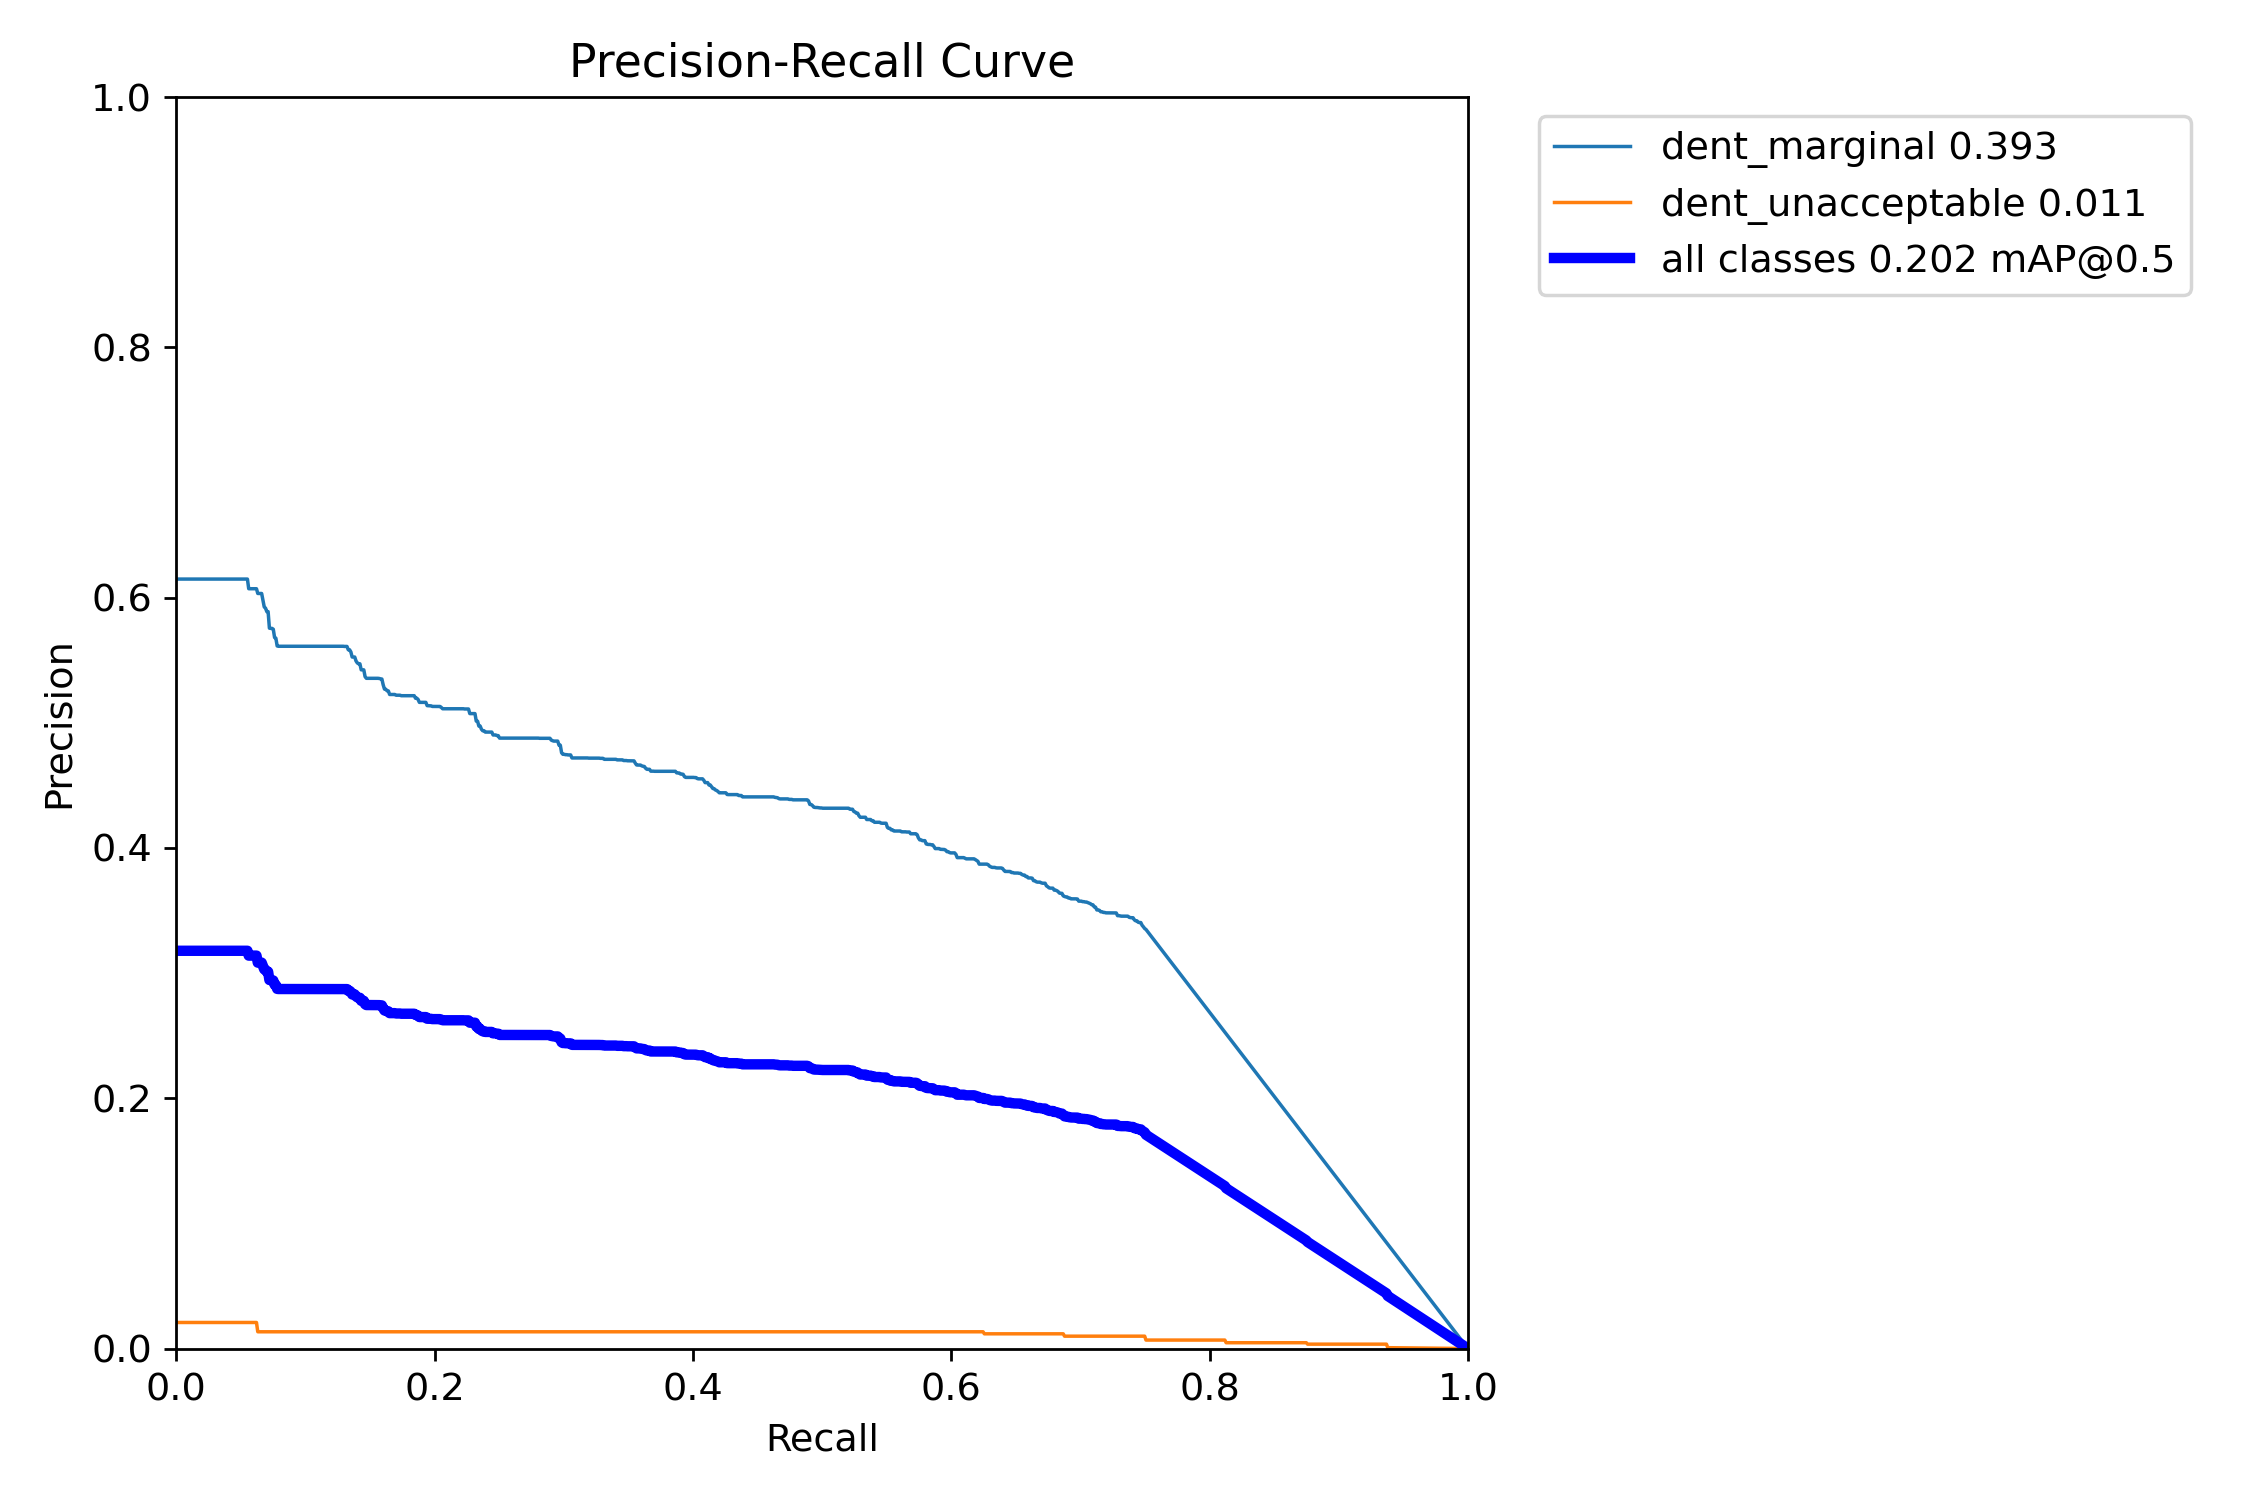 Precision-Recall Curve
1.0
0.8
0.6
0.4
0.2
0.0
Precision
0.0 0.2 0.4 0.6 0.8 1.0
Recall
dent_marginal 0.393
dent_unacceptable 0.011
all classes 0.202 mAP@0.5